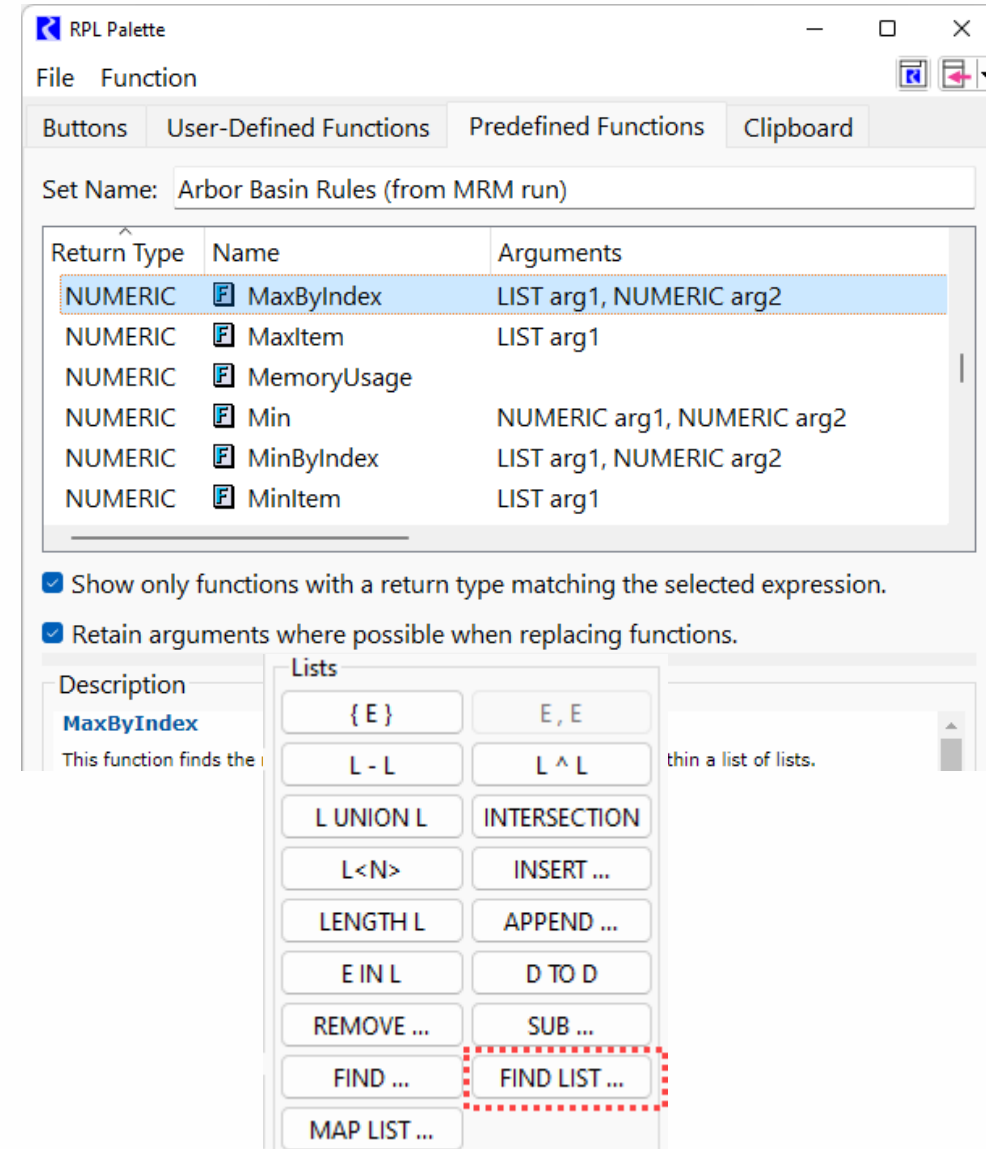 RPL Palette
File Function
Buttons User-Defined Functions Predefined Functions Clipboard
Set Name: Arbor Basin Rules (from MRM run)
Return Type Name Arguments
NUMERIC F MaxByIndex LIST arg1, NUMERIC arg2
NUMERIC F MaxItem LIST arg1
NUMERIC F MemoryUsage
NUMERIC F Min NUMERIC arg1, NUMERIC arg2
NUMERIC F MinByIndex LIST arg1, NUMERIC arg2
NUMERIC F MinItem LIST arg1
Show only functions with a return type matching the selected expression.
Retain arguments where possible when replacing functions.
Description
MaxByIndex
This function finds the thin a list of lists.
Lists
{ E } E , E
L - L L ^ L
L UNION L INTERSECTION
L<N> INSERT ...
LENGTH L APPEND ...
E IN L D TO D
REMOVE ... SUB ...
FIND ... FIND LIST ...
MAP LIST ...